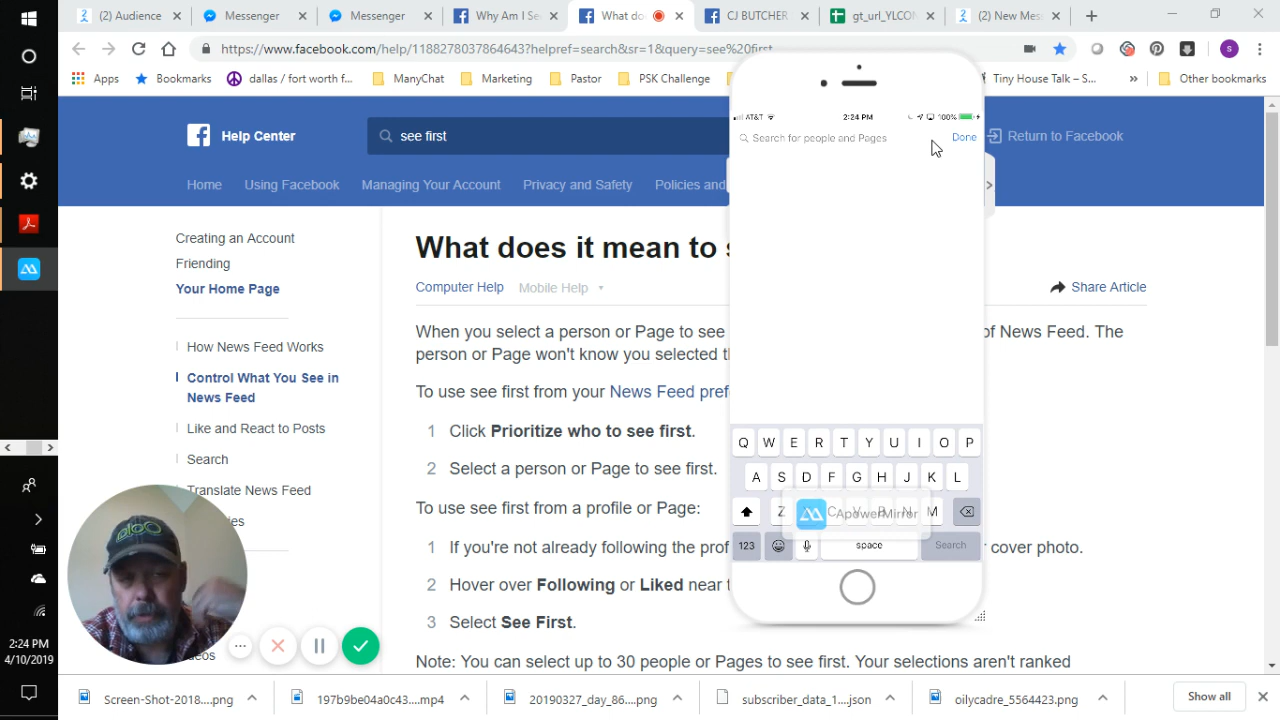 (2) Audience
Messenger
Messenger
Why Am I Se
What do
CJ BUTCHER
gt_url_YLCON
(2) New Mes
https://www.facebook.com/help/1188278037864643?helpref=search&sr=1&query=see%20first
s
Apps
Bookmarks
dallas / fort worth f...
ManyChat
Marketing
Pastor
PSK Challenge
Tiny House Talk – S...
Other bookmarks
Help Center
see first
Return to Facebook
Home
Using Facebook
Managing Your Account
Privacy and Safety
Policies and
AT&T
2:24 PM
100%
Search for people and Pages
Done
Creating an Account
Friending
Your Home Page
How News Feed Works
Control What You See in
News Feed
Like and React to Posts
Search
Translate News Feed
What does it mean to s
Computer Help
Mobile Help
Share Article
When you select a person or Page to see
of News Feed. The
person or Page won't know you selected t
To use see first from your News Feed pref
1 Click Prioritize who to see first.
2 Select a person or Page to see first.
To use see first from a profile or Page:
1 If you're not already following the prof
cover photo.
2 Hover over Following or Liked near t
3 Select See First.
Note: You can select up to 30 people or Pages to see first. Your selections aren't ranked
Q W E R T Y U I O P
A S D F G H J K L
Z C V B N M
ApowerMirror
123
space
Search
2:24 PM
4/10/2019
Screen-Shot-2018....png
197b9be04a0c43....mp4
20190327_day_86....png
subscriber_data_1....json
oilycadre_5564423.png
Show all